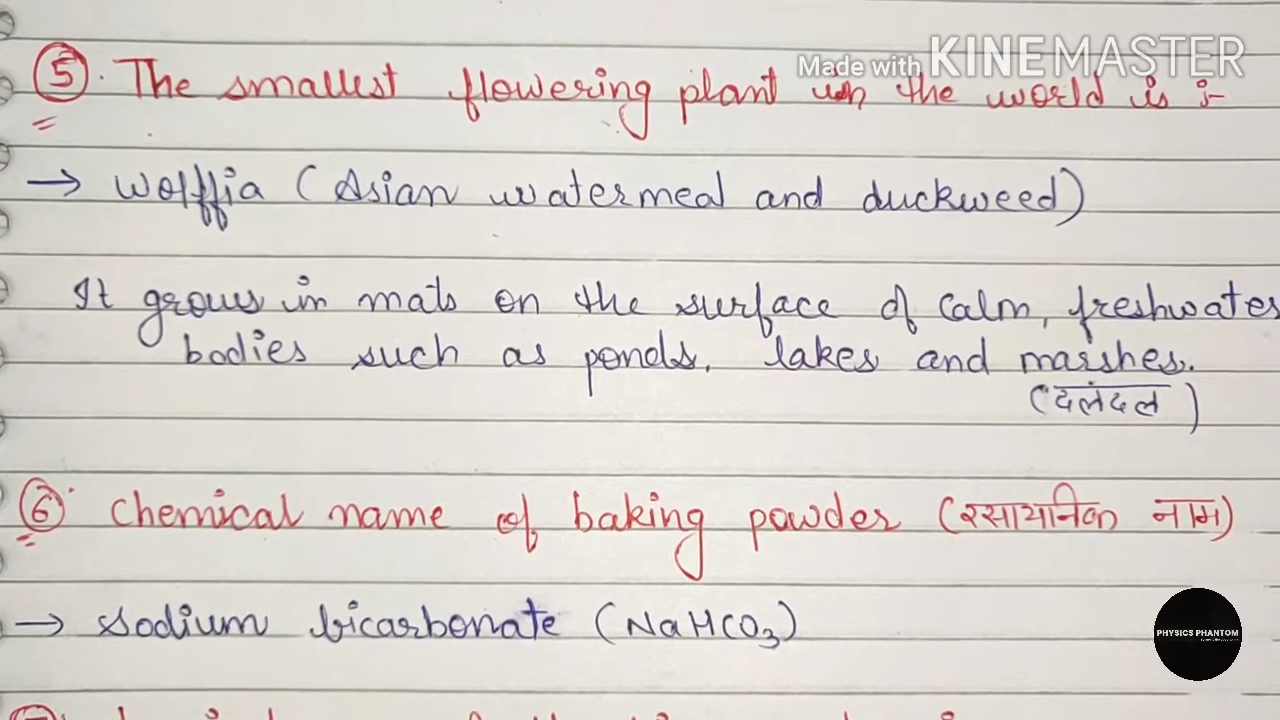 Made with KINEMASTER
⑤. The smallest flowering plant in the world is :-
→ Wolffia (Asian watermeal and duckweed)
It grows in mats on the surface of calm, freshwater
bodies such as ponds, lakes and marshes.
(दलदल)
⑥. Chemical name of baking powder (रसायनिक नाम)
→ Sodium bicarbonate (NaHCO₃)
PHYSICS PHANTOM